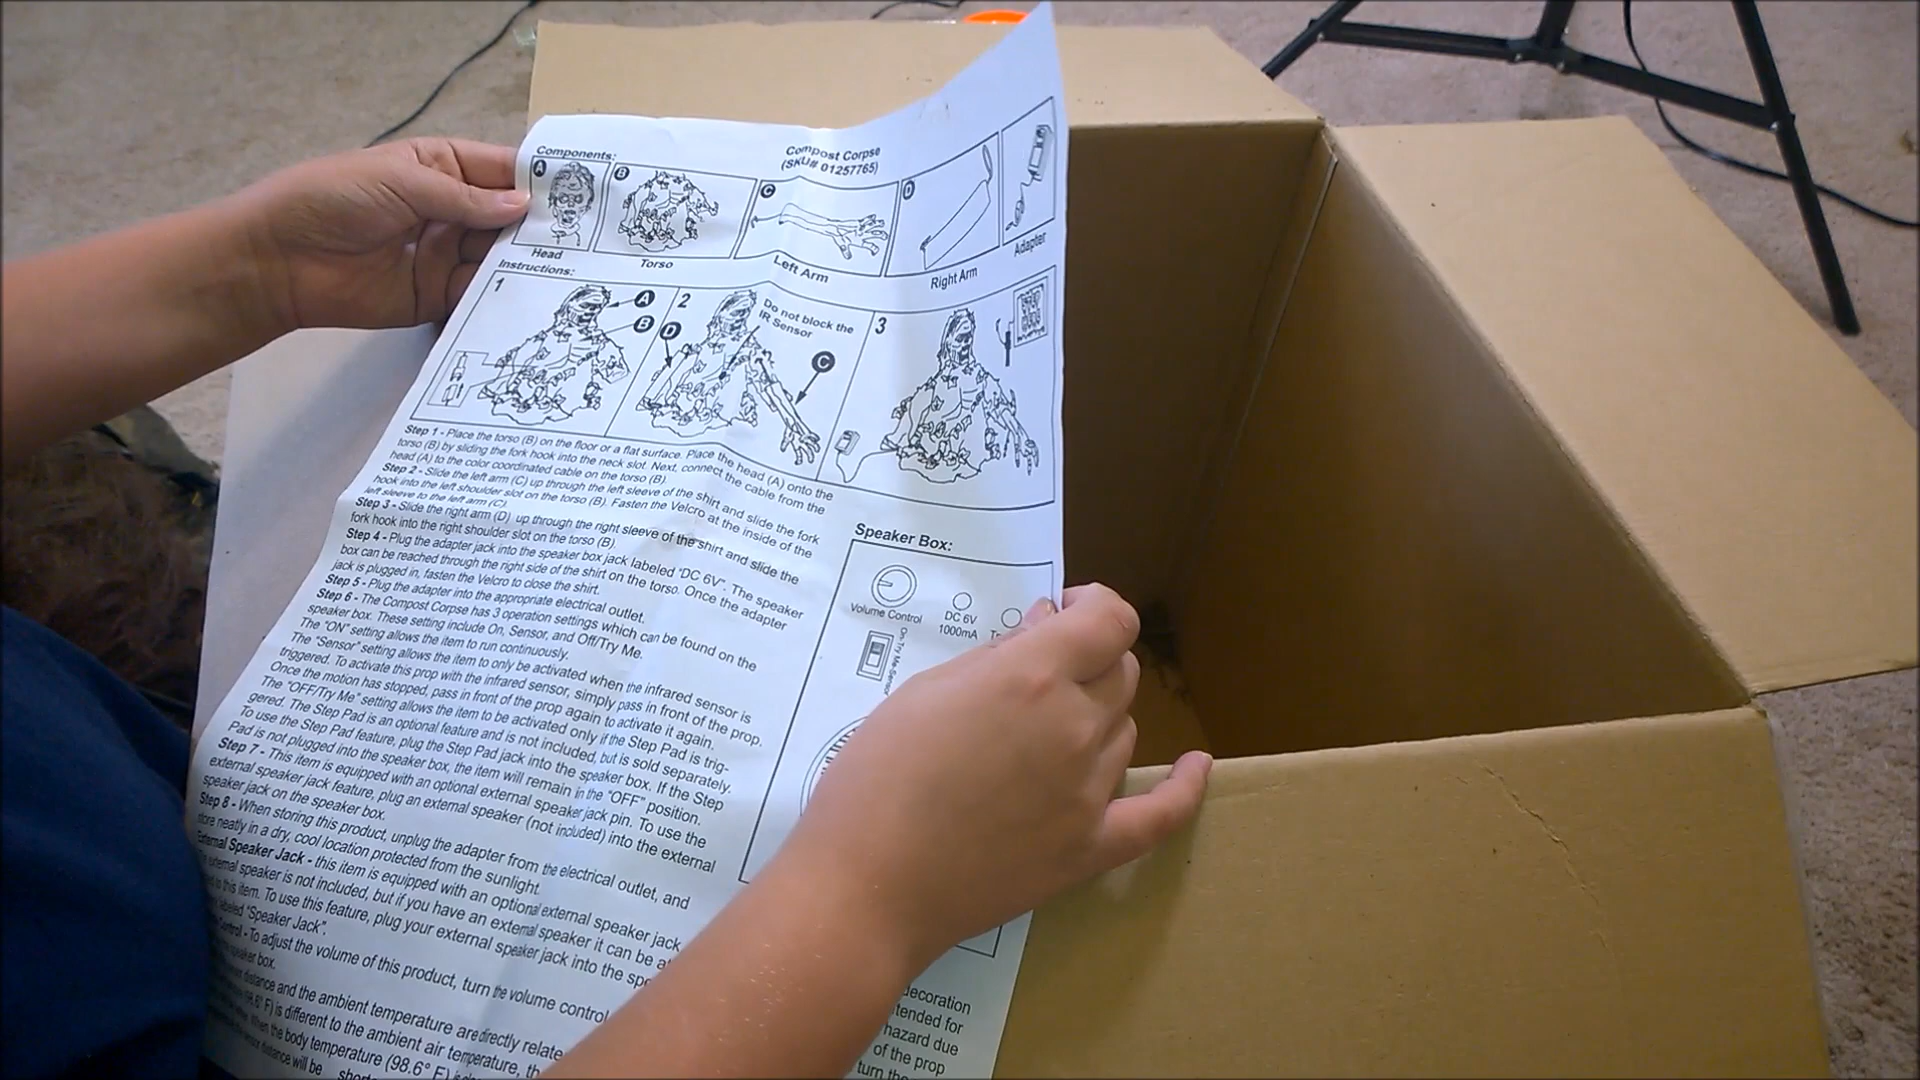 Components:
Compost Corpse
(SKU# 01257765)
A
B
C
D
Head
Torso
Left Arm
Right Arm
Adapter
Instructions:
1
A
B
2
D
Do not block the
IR Sensor
C
3
Step 1 - Place the torso (B) on the floor or a flat surface. Place the head (A) onto the
torso (B) by sliding the fork hook into the neck slot. Next, connect the cable from the
head (A) to the color coordinated cable on the torso (B).
Step 2 - Slide the left arm (C) up through the left sleeve of the shirt and slide the fork
hook into the left shoulder slot on the torso (B). Fasten the Velcro at the inside of the
left sleeve to the left arm (C).
Step 3 - Slide the right arm (D) up through the right sleeve of the shirt and slide the
fork hook into the right shoulder slot on the torso (B).
Step 4 - Plug the adapter jack into the speaker box jack labeled "DC 6V". The speaker
box can be reached through the right side of the shirt on the torso. Once the adapter
jack is plugged in, fasten the Velcro to close the shirt.
Step 5 - Plug the adapter into the appropriate electrical outlet.
Step 6 - The Compost Corpse has 3 operation settings which can be found on the
speaker box. These setting include On, Sensor, and Off/Try Me.
The "ON" setting allows the item to run continuously.
The "Sensor" setting allows the item to only be activated when the infrared sensor is
triggered. To activate this prop with the infrared sensor, simply pass in front of the prop.
Once the motion has stopped, pass in front of the prop again to activate it again.
The "OFF/Try Me" setting allows the item to be activated only if the Step Pad is trig-
gered. The Step Pad is an optional feature and is not included, but is sold separately.
To use the Step Pad feature, plug the Step Pad jack into the speaker box. If the Step
Pad is not plugged into the speaker box, the item will remain in the "OFF" position.
Step 7 - This item is equipped with an optional external speaker jack pin. To use the
external speaker jack feature, plug an external speaker (not included) into the external
speaker jack on the speaker box.
Step 8 - When storing this product, unplug the adapter from the electrical outlet, and
store neatly in a dry, cool location protected from the sunlight.
External Speaker Jack - this item is equipped with an optional external speaker jack
external speaker is not included, but if you have an external speaker it can be
to this item. To use this feature, plug your external speaker jack into the
labeled "Speaker Jack".
Control - To adjust the volume of this product, turn the volume control
speaker box.
distance and the ambient temperature are directly
(98.6° F) is different to the ambient air temperature,
When the body temperature (98.6° F)
distance will be
Speaker Box:
Volume Control
DC 6V
1000mA
On-Try Me-Sensor
decoration
hazard due
of the prop
turn the